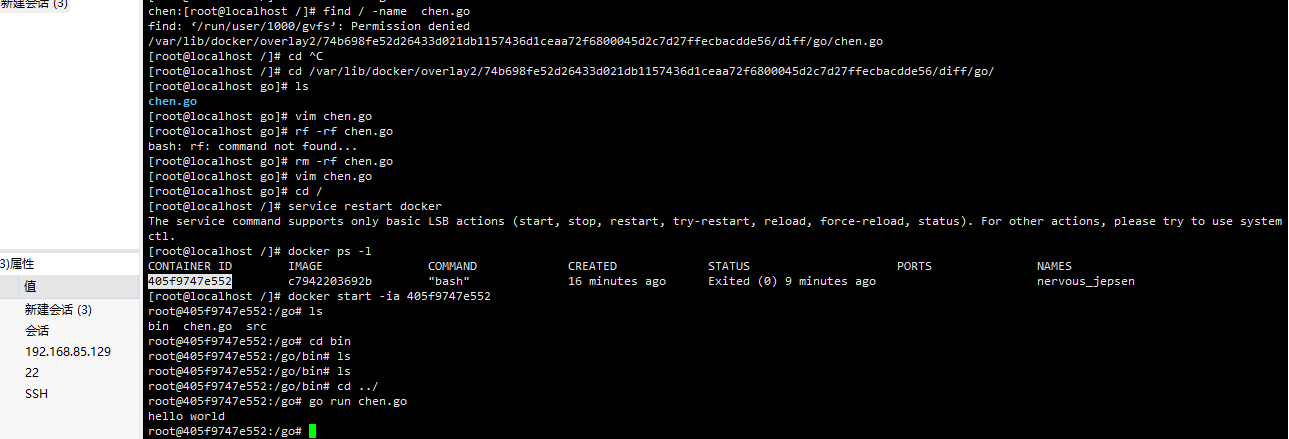 新建会话 (3)
3)属性
值
新建会话 (3)
会话
192.168.85.129
22
SSH
chen:[root@localhost /]# find / -name  chen.go
find: ‘/run/user/1000/gvfs’: Permission denied
/var/lib/docker/overlay2/74b698fe52d26433d021db1157436d1ceaa72f6800045d2c7d27ffecbacdde56/diff/go/chen.go
[root@localhost /]# cd ^C
[root@localhost /]# cd /var/lib/docker/overlay2/74b698fe52d26433d021db1157436d1ceaa72f6800045d2c7d27ffecbacdde56/diff/go/
[root@localhost go]# ls
chen.go
[root@localhost go]# vim chen.go
[root@localhost go]# rf -rf chen.go
bash: rf: command not found...
[root@localhost go]# rm -rf chen.go
[root@localhost go]# vim chen.go
[root@localhost go]# cd /
[root@localhost /]# service restart docker
The service command supports only basic LSB actions (start, stop, restart, try-restart, reload, force-reload, status). For other actions, please try to use system
ctl.
[root@localhost /]# docker ps -l
CONTAINER ID        IMAGE               COMMAND             CREATED             STATUS                     PORTS               NAMES
405f9747e552        c7942203692b        "bash"              16 minutes ago      Exited (0) 9 minutes ago                       nervous_jepsen
[root@localhost /]# docker start -ia 405f9747e552
root@405f9747e552:/go# ls
bin  chen.go  src
root@405f9747e552:/go# cd bin
root@405f9747e552:/go/bin# ls
root@405f9747e552:/go/bin# ls
root@405f9747e552:/go/bin# cd ../
root@405f9747e552:/go# go run chen.go
hello world
root@405f9747e552:/go#